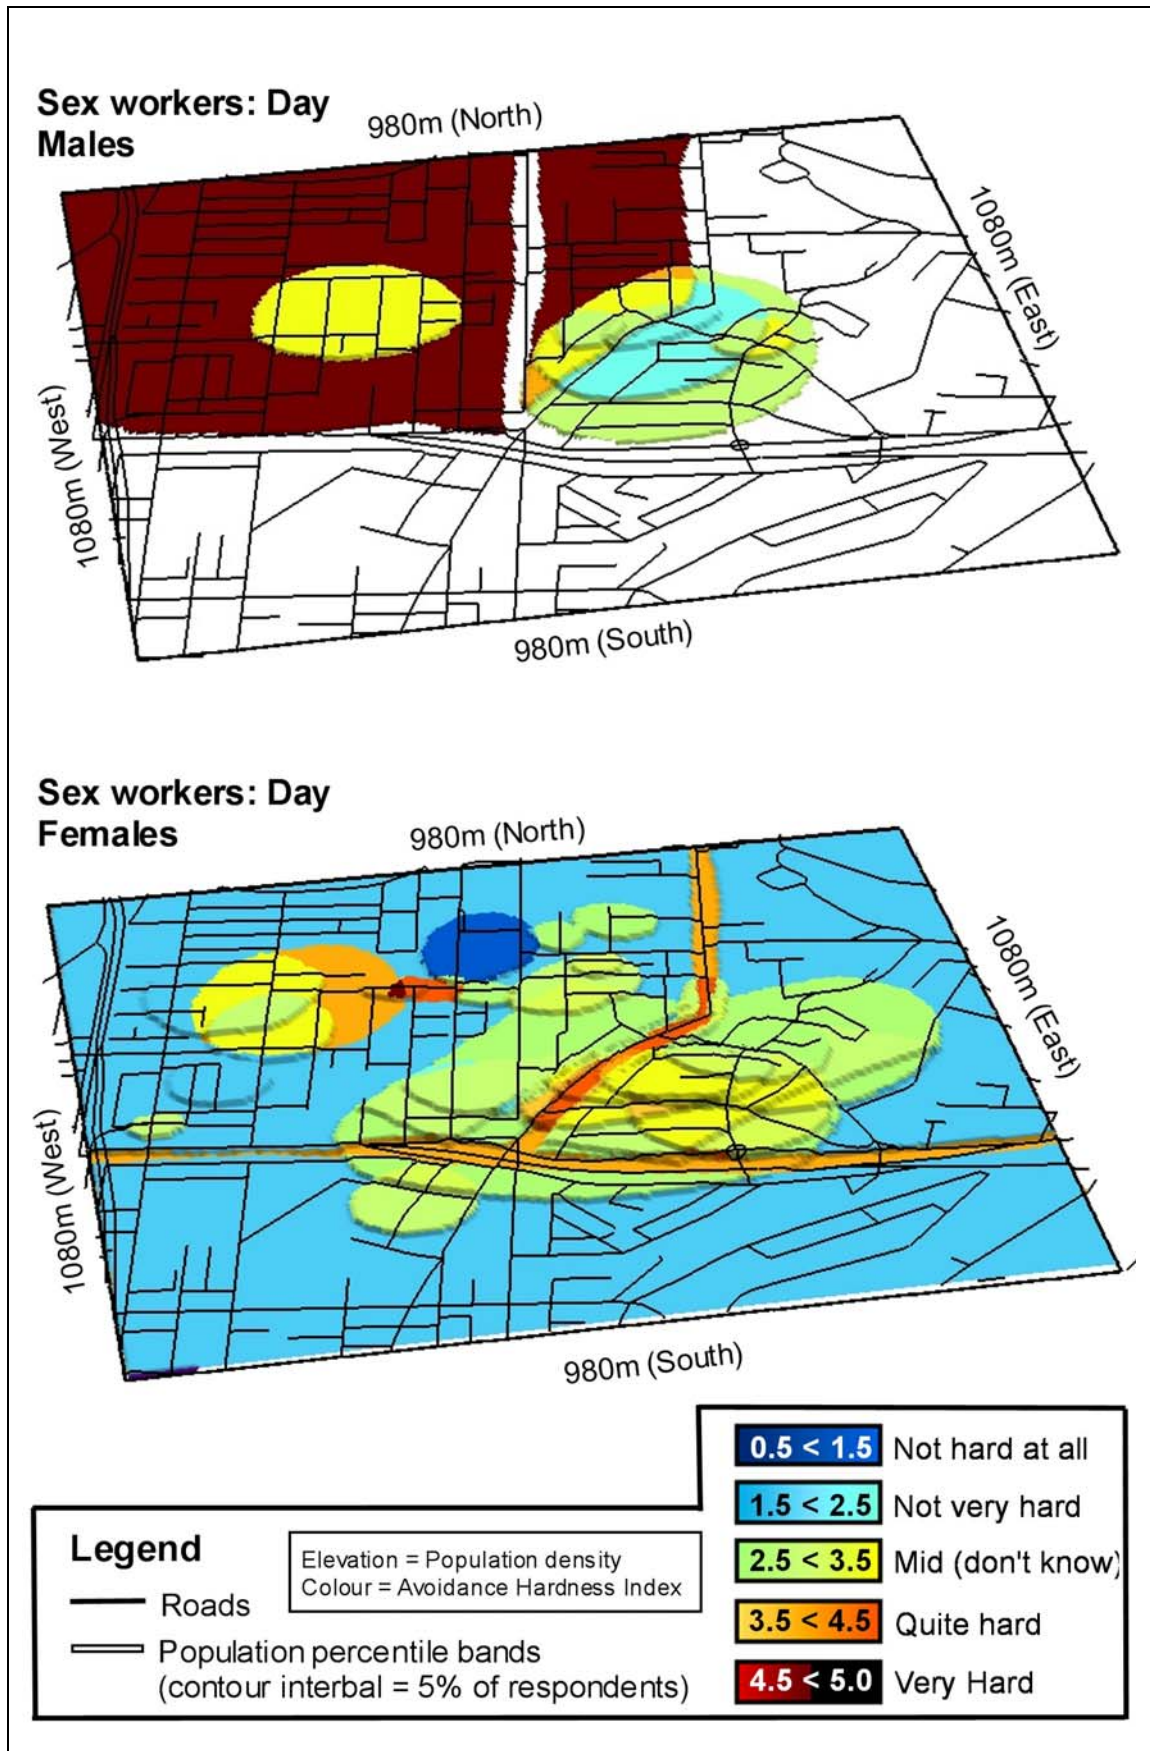 Sex workers: Day
Males
980m (North)
1080m (East)
1080m (West)
980m (South)
Sex workers: Day
Females
980m (North)
1080m (East)
1080m (West)
980m (South)
0.5 < 1.5 Not hard at all
1.5 < 2.5 Not very hard
2.5 < 3.5 Mid (don't know)
3.5 < 4.5 Quite hard
4.5 < 5.0 Very Hard
Legend
Roads
Population percentile bands
(contour interbal = 5% of respondents)
Elevation = Population density
Colour = Avoidance Hardness Index